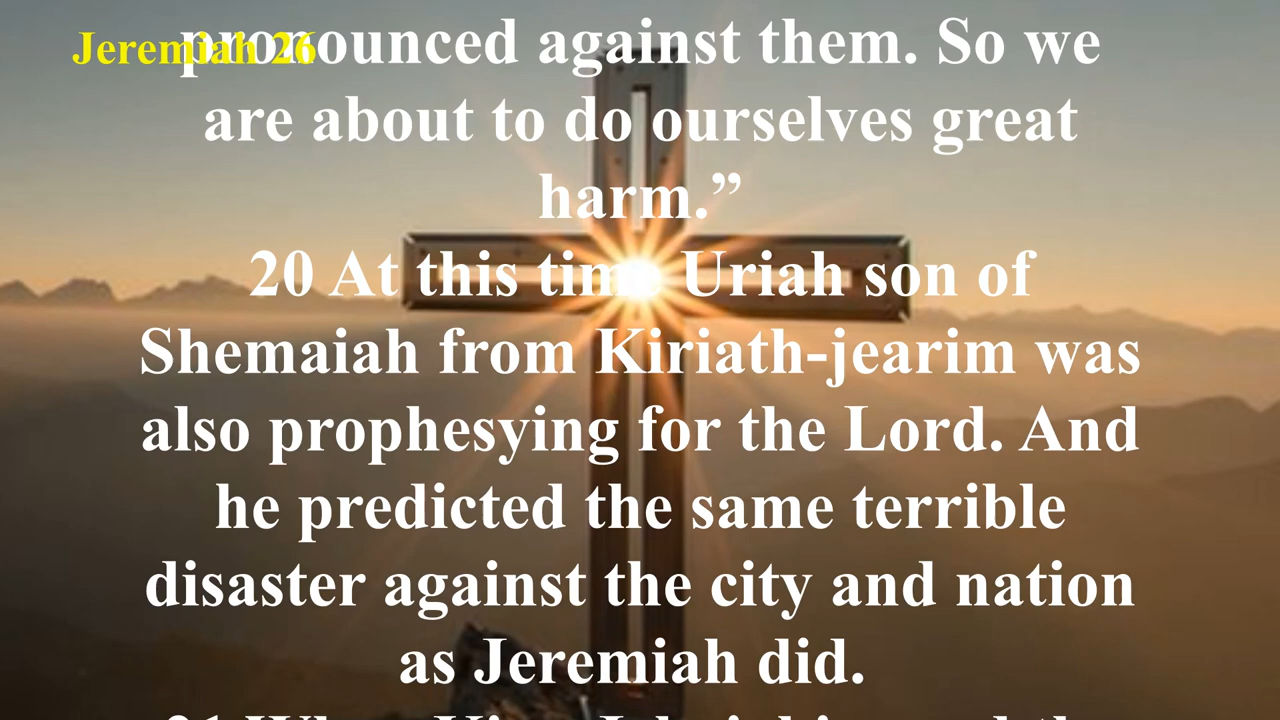 Jeremiah 26
pronounced against them. So we
are about to do ourselves great
harm.”
20 At this time Uriah son of
Shemaiah from Kiriath-jearim was
also prophesying for the Lord. And
he predicted the same terrible
disaster against the city and nation
as Jeremiah did.